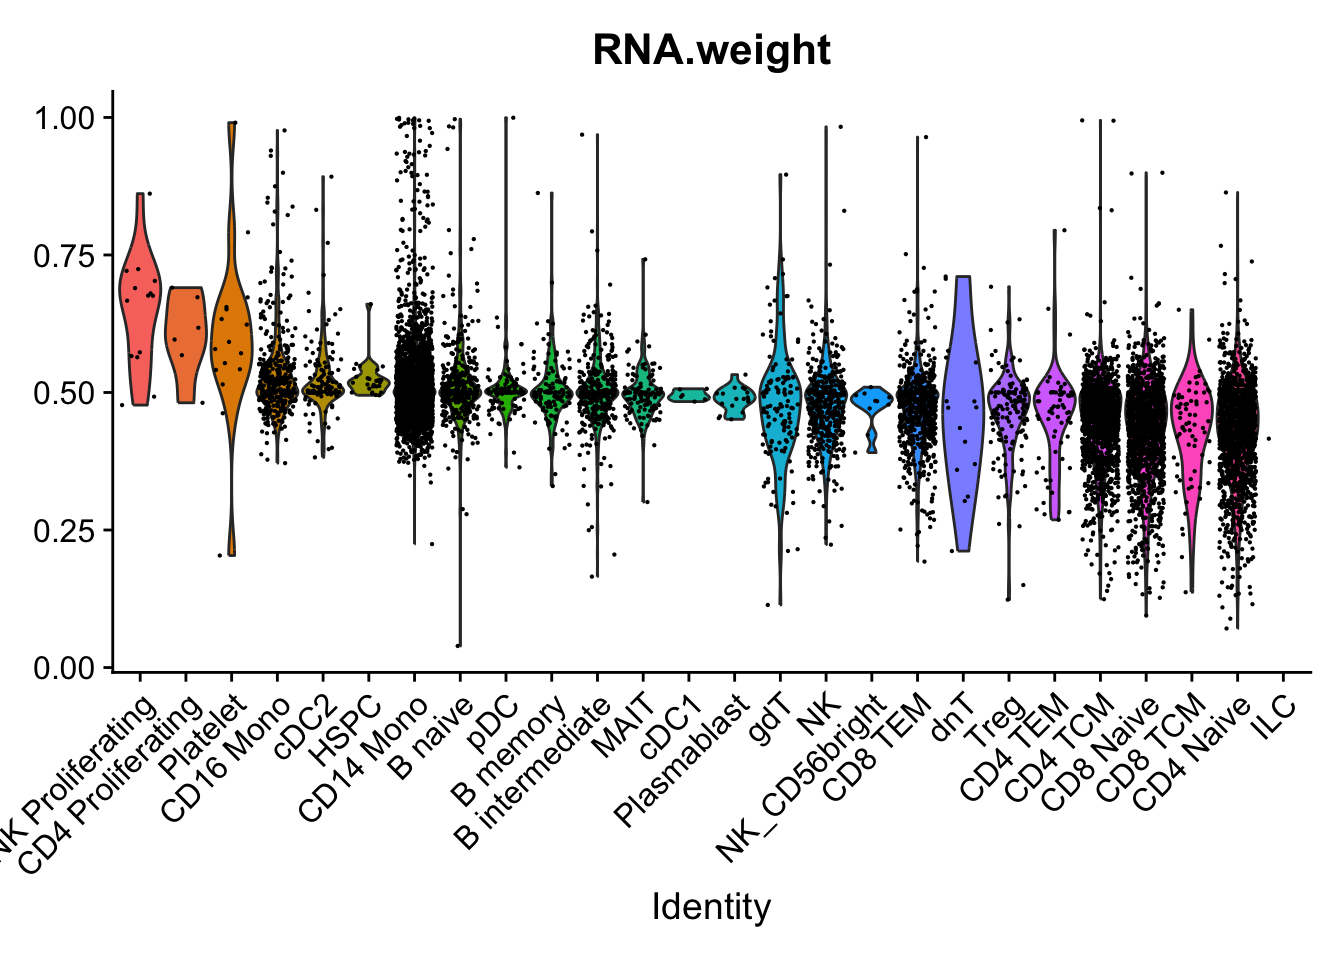 RNA.weight
1.00
0.75
0.50
0.25
0.00
NK Proliferating
CD4 Proliferating
Platelet
CD16 Mono
cDC2
HSPC
CD14 Mono
B naive
pDC
B memory
B intermediate
MAIT
cDC1
Plasmablast
gdT
NK
NK_CD56bright
CD8 TEM
dnT
Treg
CD4 TEM
CD4 TCM
CD8 Naive
CD8 TCM
CD4 Naive
ILC
Identity